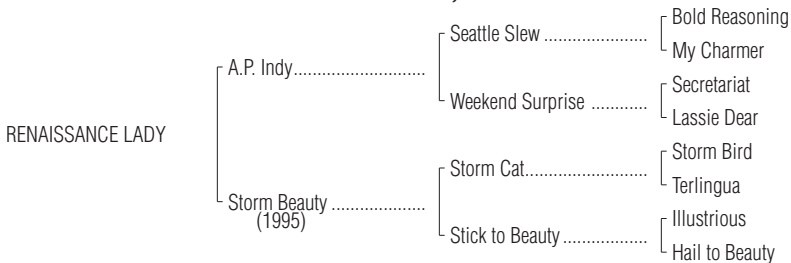 Bold Reasoning
Seattle Slew ......................
My Charmer
A.P. Indy...........................
Secretariat
Weekend Surprise ............
Lassie Dear
RENAISSANCE LADY
Storm Bird
Storm Cat.........................
Terlingua
Storm Beauty ...................
(1995)
Illustrious
Stick to Beauty ..................
Hail to Beauty